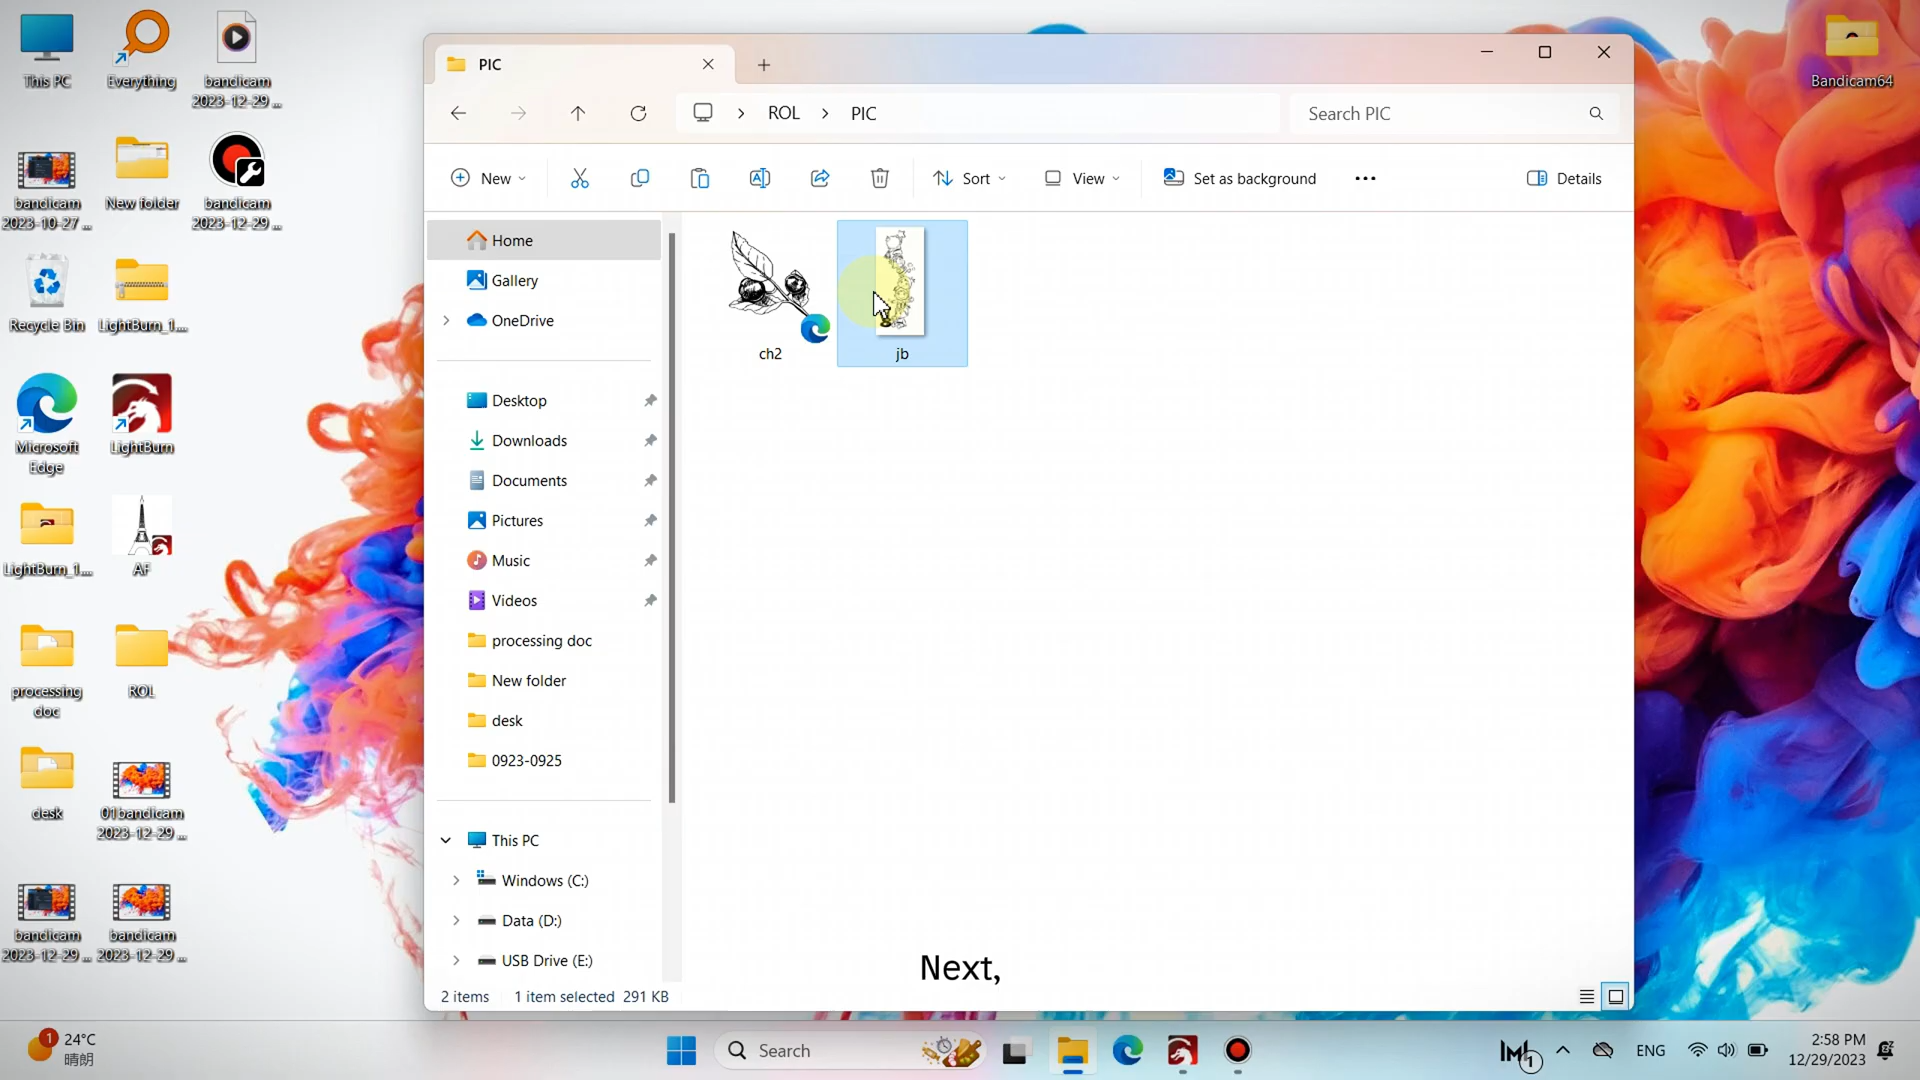 This PC
Everything
bandicam
2023-12-29 ...
Bandicam64
bandicam
2023-10-27 ...
New folder
bandicam
2023-12-29 ...
Recycle Bin
LightBurn_1....
Microsoft
Edge
LightBurn
LightBurn_1....
AF
processing
doc
ROL
desk
01bandicam
2023-12-29 ...
bandicam
2023-12-29 ...
bandicam
2023-12-29 ...
PIC
ROL
PIC
Search PIC
New
Sort
View
Set as background
Details
Home
Gallery
OneDrive
Desktop
Downloads
Documents
Pictures
Music
Videos
processing doc
New folder
desk
0923-0925
This PC
Windows (C:)
Data (D:)
USB Drive (E:)
ch2
jb
Next,
2 items
1 item selected 291 KB
1
24°C
晴朗
Search
1
ENG
2:58 PM
12/29/2023